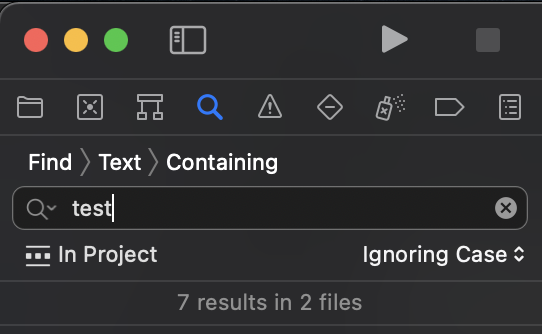 Find 〉 Text 〉 Containing
test
In Project Ignoring Case
7 results in 2 files